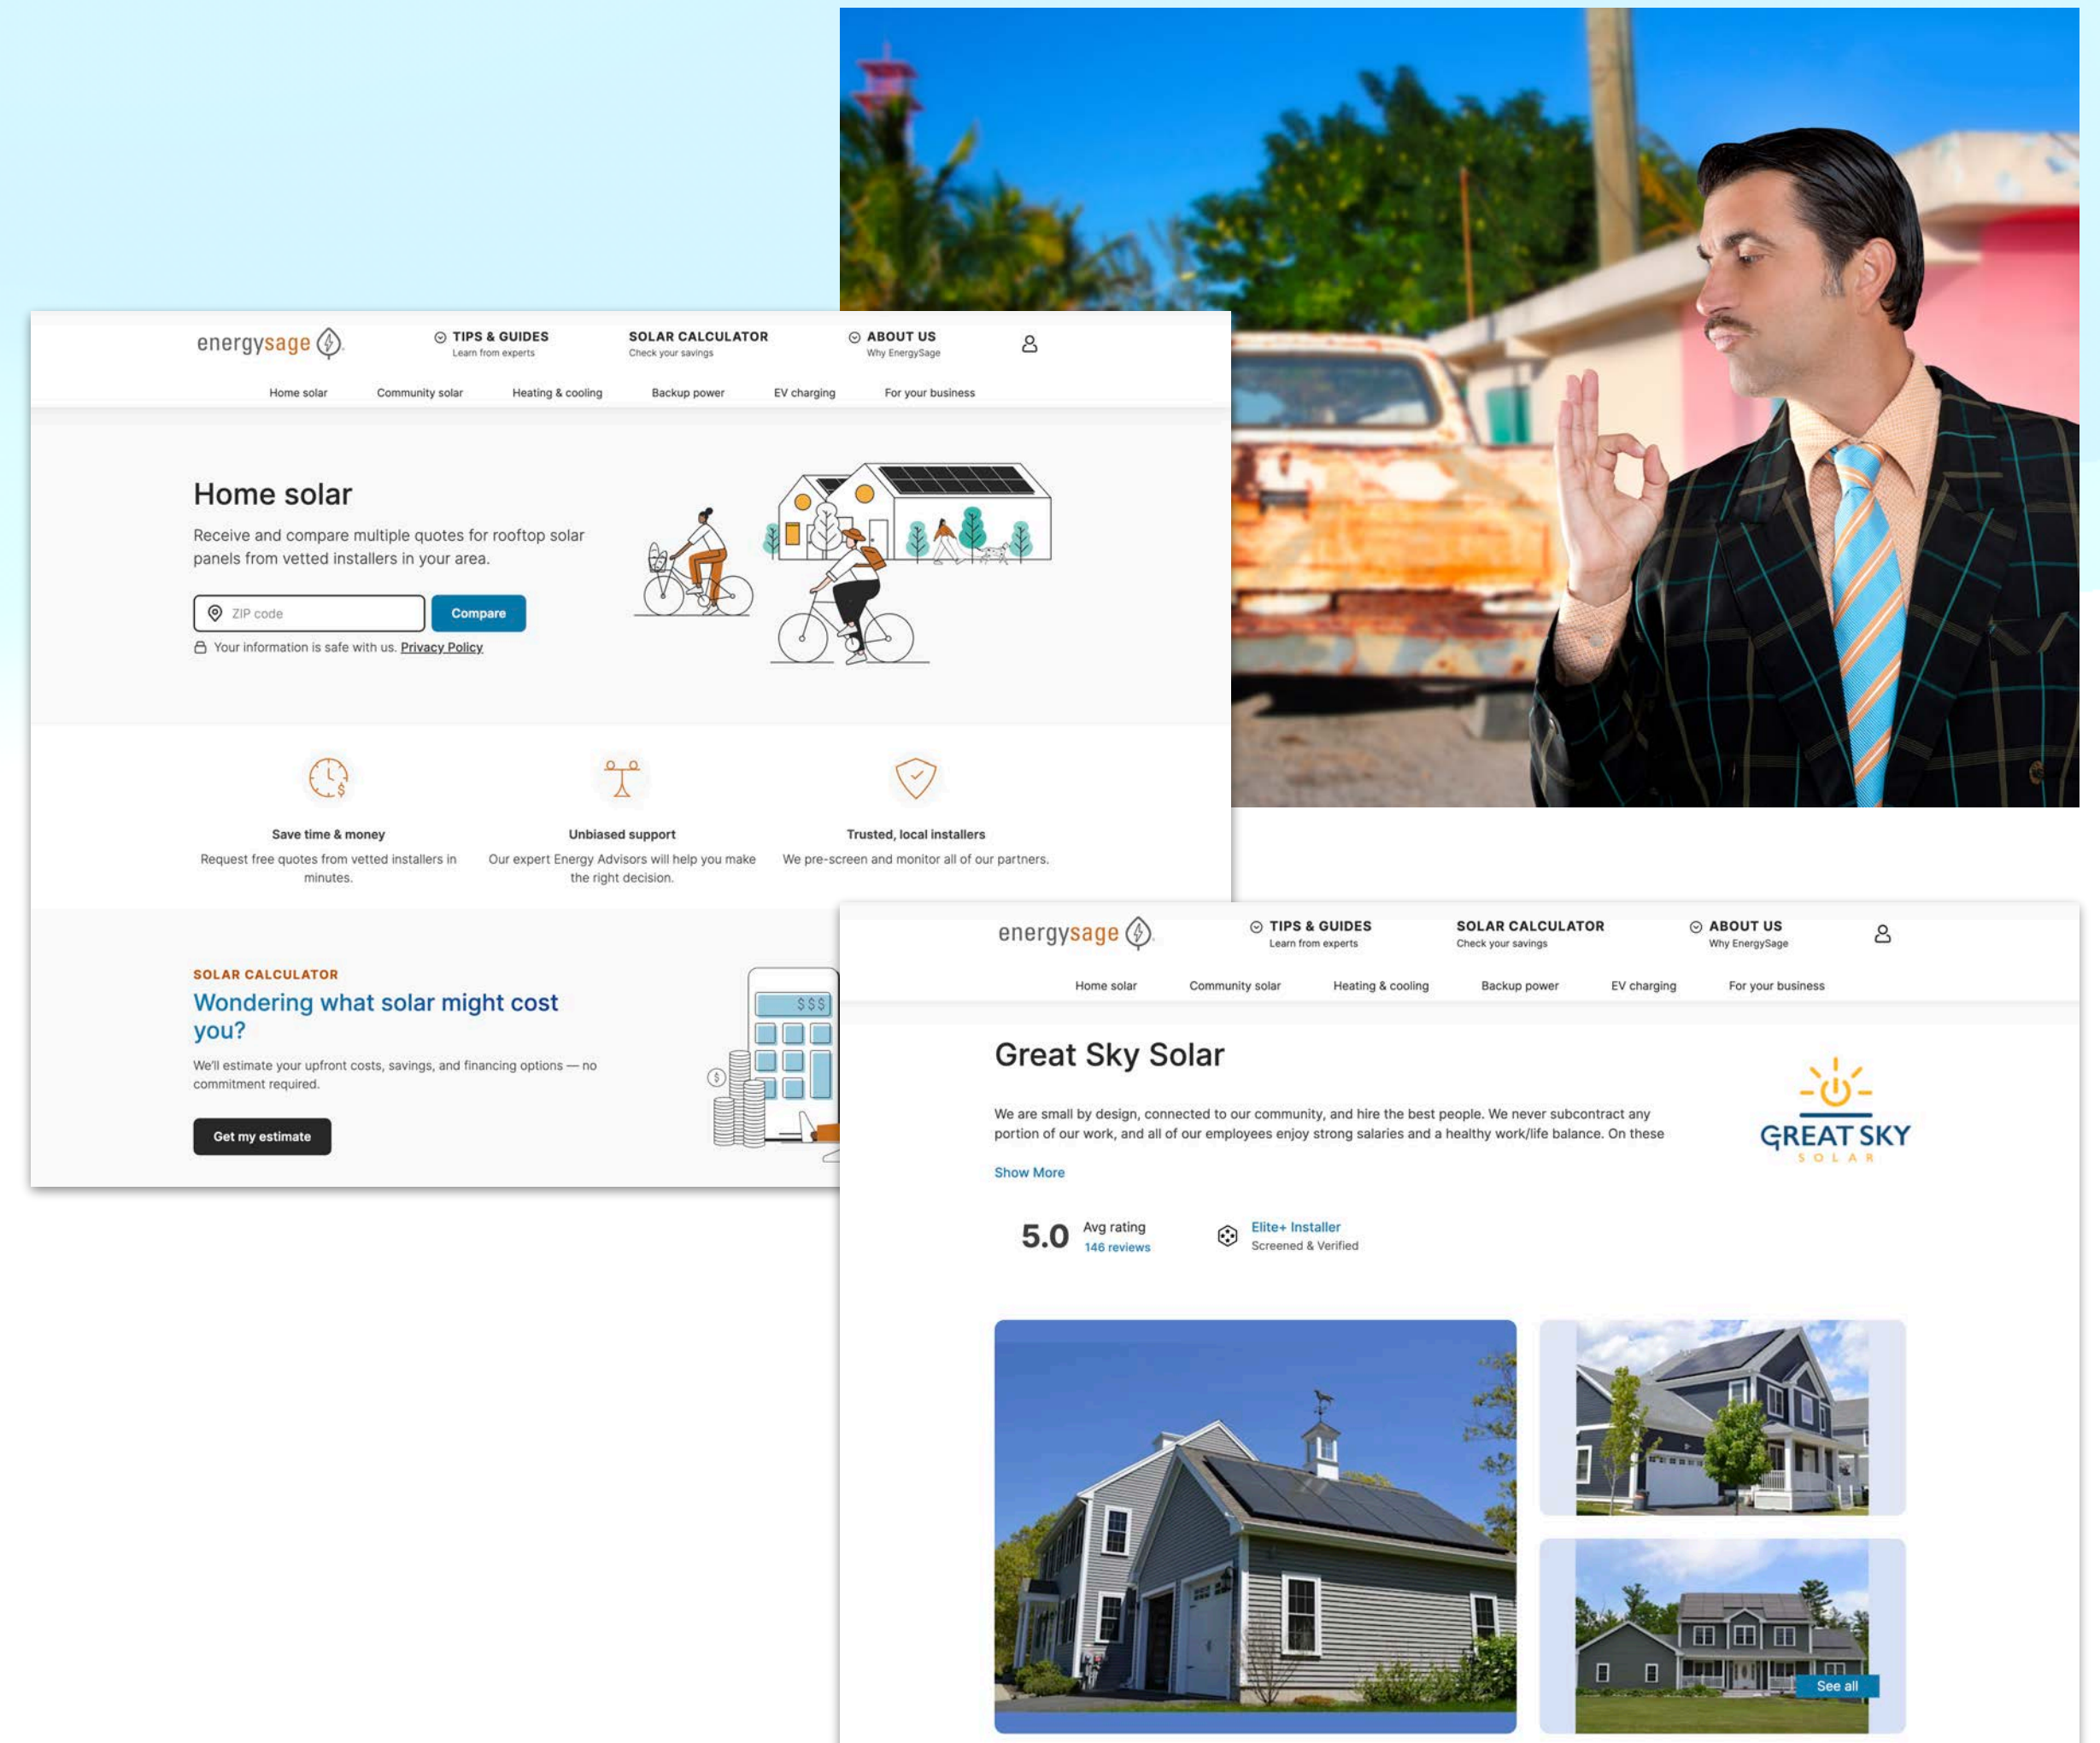 energysage
TIPS & GUIDES
Learn from experts
SOLAR CALCULATOR
Check your savings
ABOUT US
Why EnergySage
Home solar
Community solar
Heating & cooling
Backup power
EV charging
For your business
Home solar
Receive and compare multiple quotes for rooftop solar
panels from vetted installers in your area.
ZIP code
Compare
Your information is safe with us. Privacy Policy
Save time & money
Request free quotes from vetted installers in
minutes.
Unbiased support
Our expert Energy Advisors will help you make
the right decision.
Trusted, local installers
We pre-screen and monitor all of our partners.
SOLAR CALCULATOR
Wondering what solar might cost
you?
We'll estimate your upfront costs, savings, and financing options — no
commitment required.
Get my estimate
$$$
$
energysage
TIPS & GUIDES
Learn from experts
SOLAR CALCULATOR
Check your savings
ABOUT US
Why EnergySage
Home solar
Community solar
Heating & cooling
Backup power
EV charging
For your business
Great Sky Solar
We are small by design, connected to our community, and hire the best people. We never subcontract any
portion of our work, and all of our employees enjoy strong salaries and a healthy work/life balance. On these
Show More
GREAT SKY
SOLAR
5.0
Avg rating
146 reviews
Elite+ Installer
Screened & Verified
See all